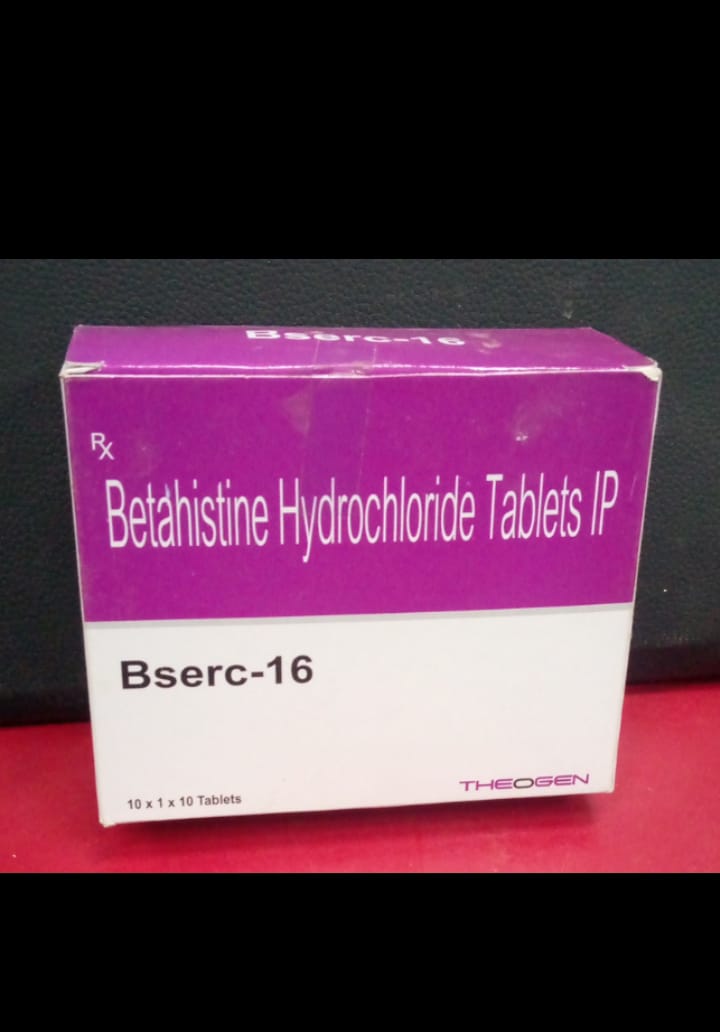 Bserc-16
Rx
Betahistine Hydrochloride Tablets IP
Bserc-16
10 x 1 x 10 Tablets
THEOGEN